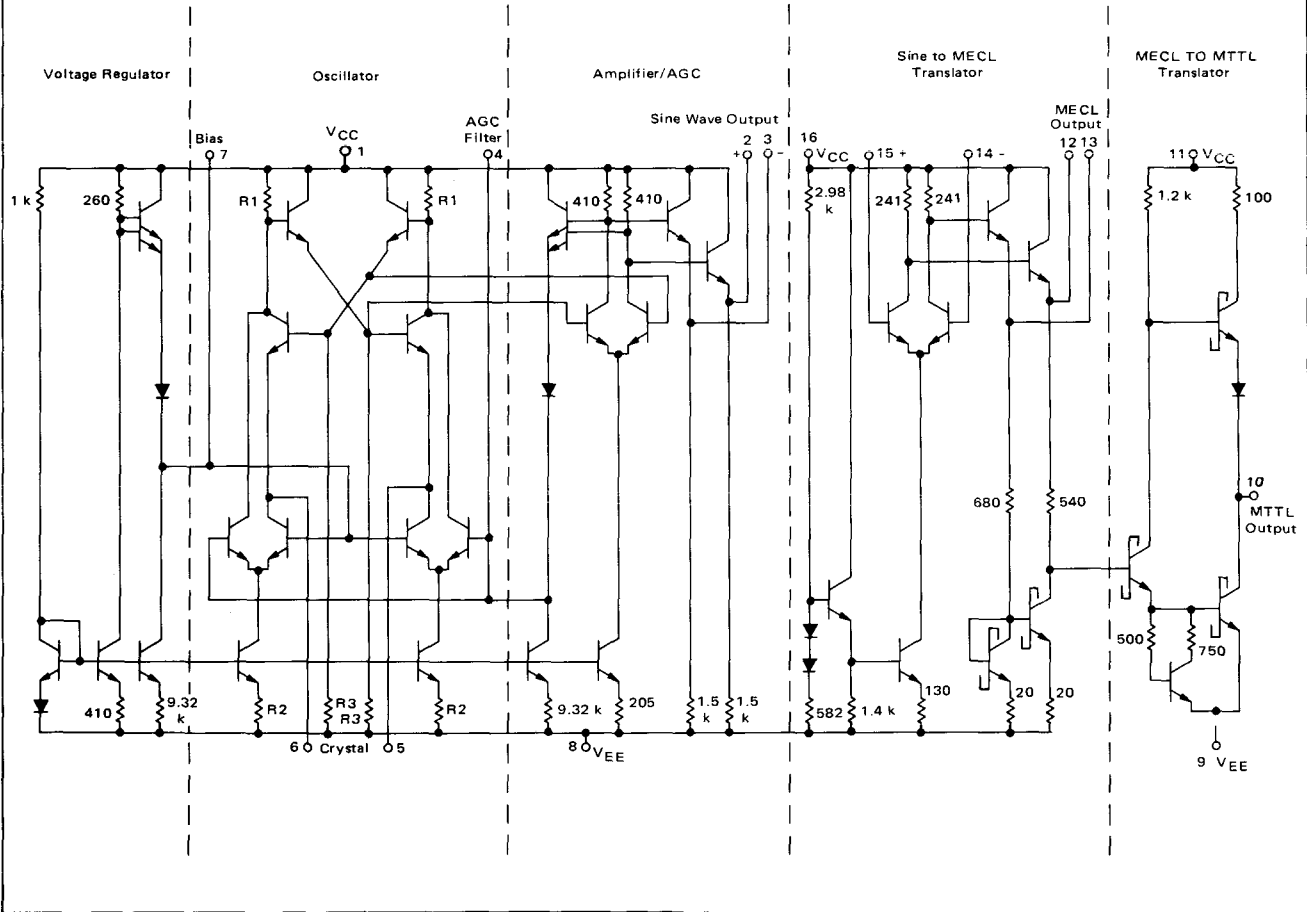 Voltage Regulator
Oscillator
Amplifier/AGC
Sine to MECL
Translator
MECL TO MTTL
Translator
Bias
7
VCC
1
AGC
Filter
4
Sine Wave Output
2 3
+ -
16
VCC
15 +
14 -
MECL
Output
12 13
11 VCC
1 k
260
R1
R1
410
410
2.98
k
241
241
1.2 k
100
680
540
10
MTTL
Output
500
750
410
9.32
k
R2
R3
R3
R2
9.32 k
205
1.5
k
1.5
k
582
1.4 k
130
20
20
6 Crystal 5
8 VEE
9 VEE